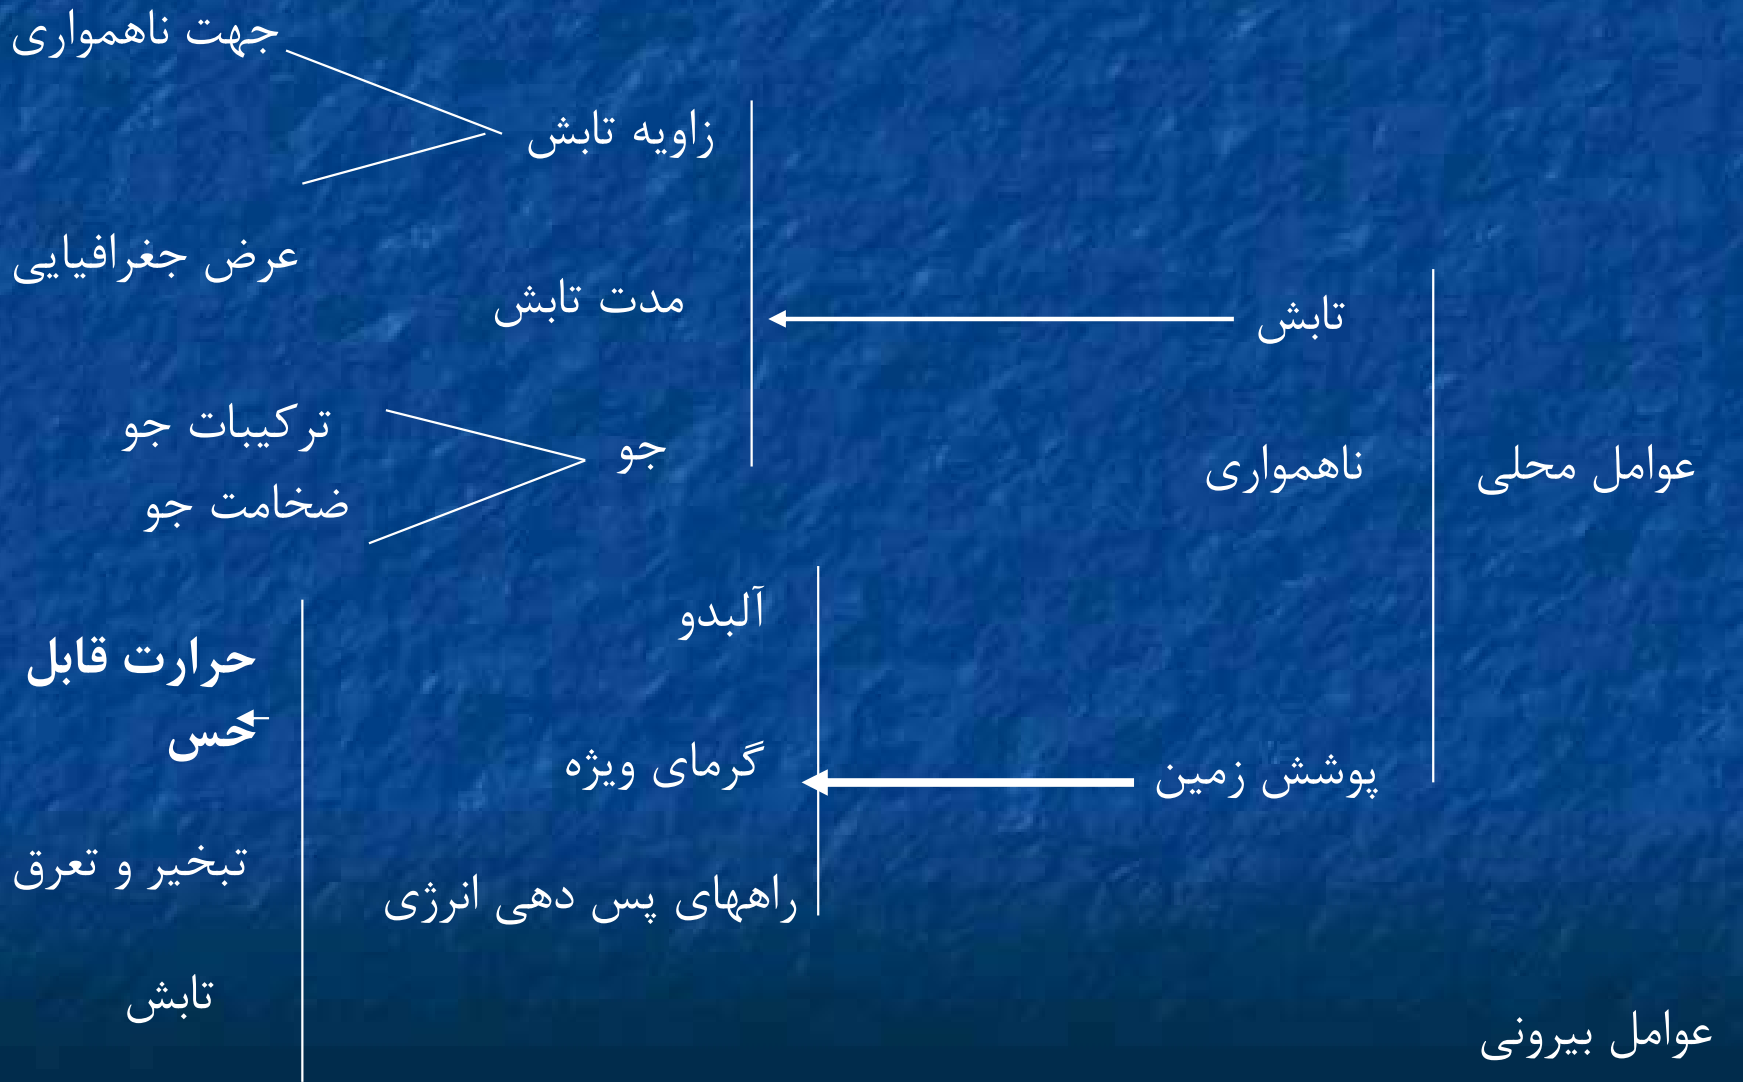 جهت ناهمواری
زاویه تابش
عرض جغرافیایی
مدت تابش
تابش
ترکیبات جو
جو
ناهمواری
عوامل محلی
ضخامت جو
آلبدو
حرارت قابل
حس
گرمای ویژه
پوشش زمین
تبخیر و تعرق
راههای پس دهی انرژی
تابش
عوامل بیرونی